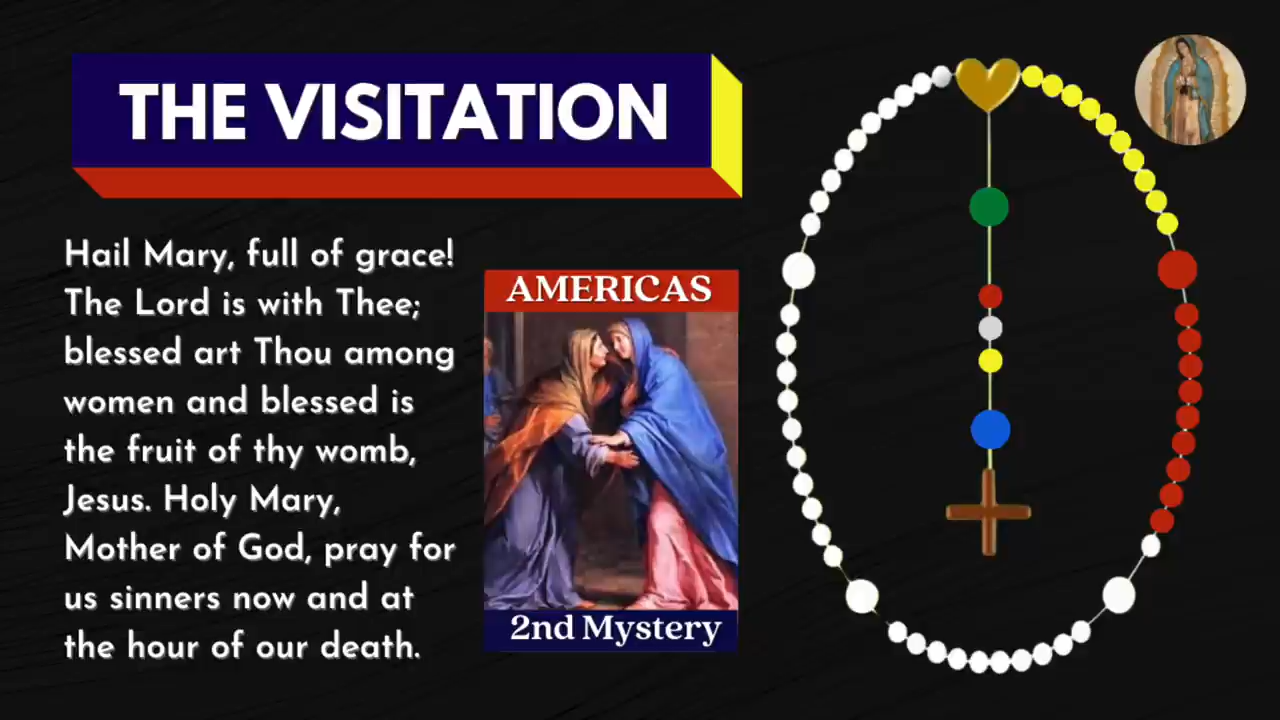 THE VISITATION
Hail Mary, full of grace!
The Lord is with Thee;
blessed art Thou among
women and blessed is
the fruit of thy womb,
Jesus. Holy Mary,
Mother of God, pray for
us sinners now and at
the hour of our death.
AMERICAS
2nd Mystery